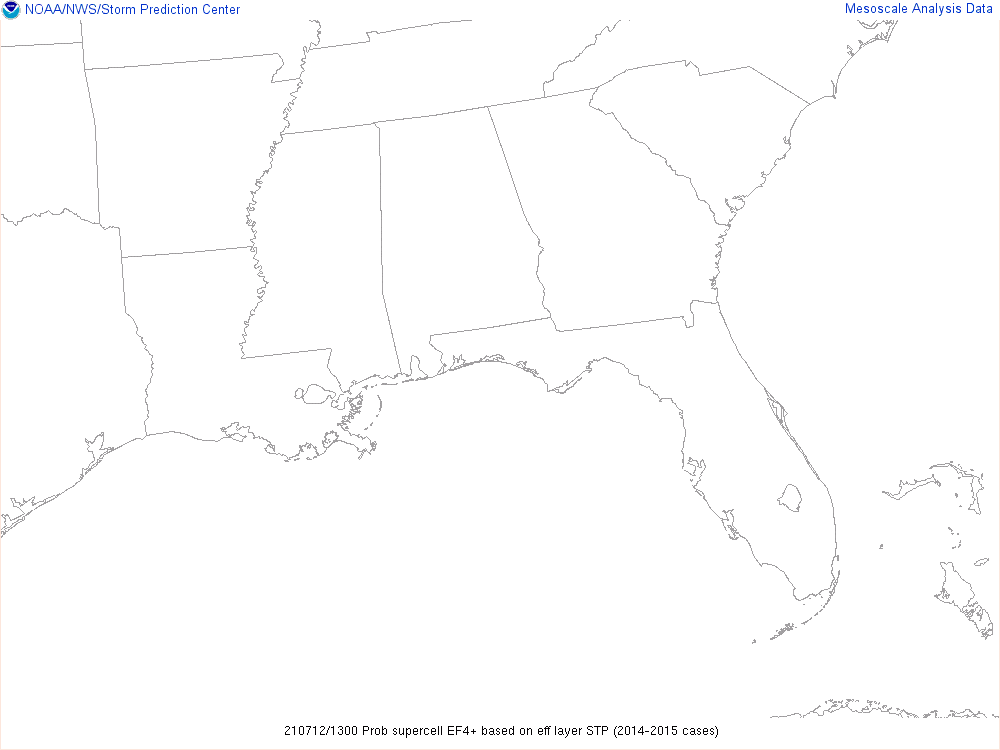 NOAA/NWS/Storm Prediction Center
Mesoscale Analysis Data
210712/1300 Prob supercell EF4+ based on eff layer STP (2014-2015 cases)